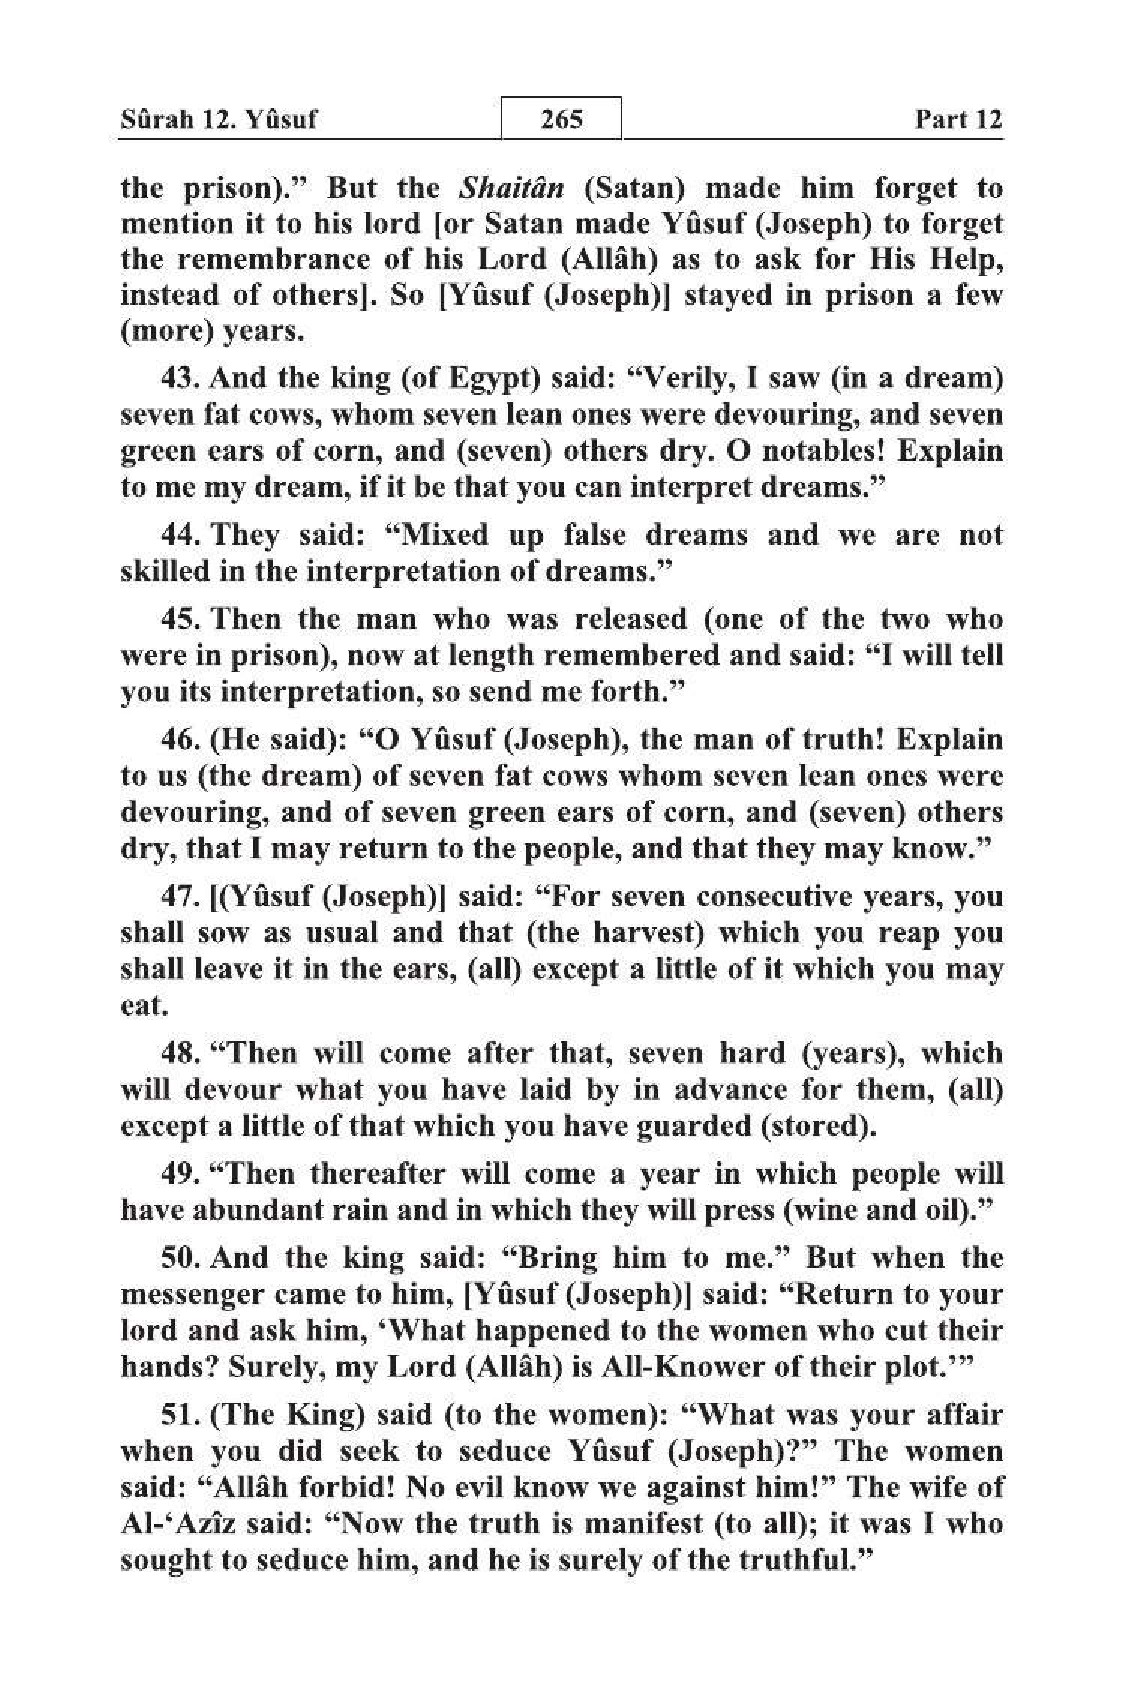 Sûrah 12. Yûsuf 265 Part 12
the prison).” But the Shaitân (Satan) made him forget to
mention it to his lord [or Satan made Yûsuf (Joseph) to forget
the remembrance of his Lord (Allâh) as to ask for His Help,
instead of others]. So [Yûsuf (Joseph)] stayed in prison a few
(more) years.
43. And the king (of Egypt) said: “Verily, I saw (in a dream)
seven fat cows, whom seven lean ones were devouring, and seven
green ears of corn, and (seven) others dry. O notables! Explain
to me my dream, if it be that you can interpret dreams.”
44. They said: “Mixed up false dreams and we are not
skilled in the interpretation of dreams.”
45. Then the man who was released (one of the two who
were in prison), now at length remembered and said: “I will tell
you its interpretation, so send me forth.”
46. (He said): “O Yûsuf (Joseph), the man of truth! Explain
to us (the dream) of seven fat cows whom seven lean ones were
devouring, and of seven green ears of corn, and (seven) others
dry, that I may return to the people, and that they may know.”
47. [(Yûsuf (Joseph)] said: “For seven consecutive years, you
shall sow as usual and that (the harvest) which you reap you
shall leave it in the ears, (all) except a little of it which you may
eat.
48. “Then will come after that, seven hard (years), which
will devour what you have laid by in advance for them, (all)
except a little of that which you have guarded (stored).
49. “Then thereafter will come a year in which people will
have abundant rain and in which they will press (wine and oil).”
50. And the king said: “Bring him to me.” But when the
messenger came to him, [Yûsuf (Joseph)] said: “Return to your
lord and ask him, ‘What happened to the women who cut their
hands? Surely, my Lord (Allâh) is All-Knower of their plot.’”
51. (The King) said (to the women): “What was your affair
when you did seek to seduce Yûsuf (Joseph)?” The women
said: “Allâh forbid! No evil know we against him!” The wife of
Al-‘Azîz said: “Now the truth is manifest (to all); it was I who
sought to seduce him, and he is surely of the truthful.”